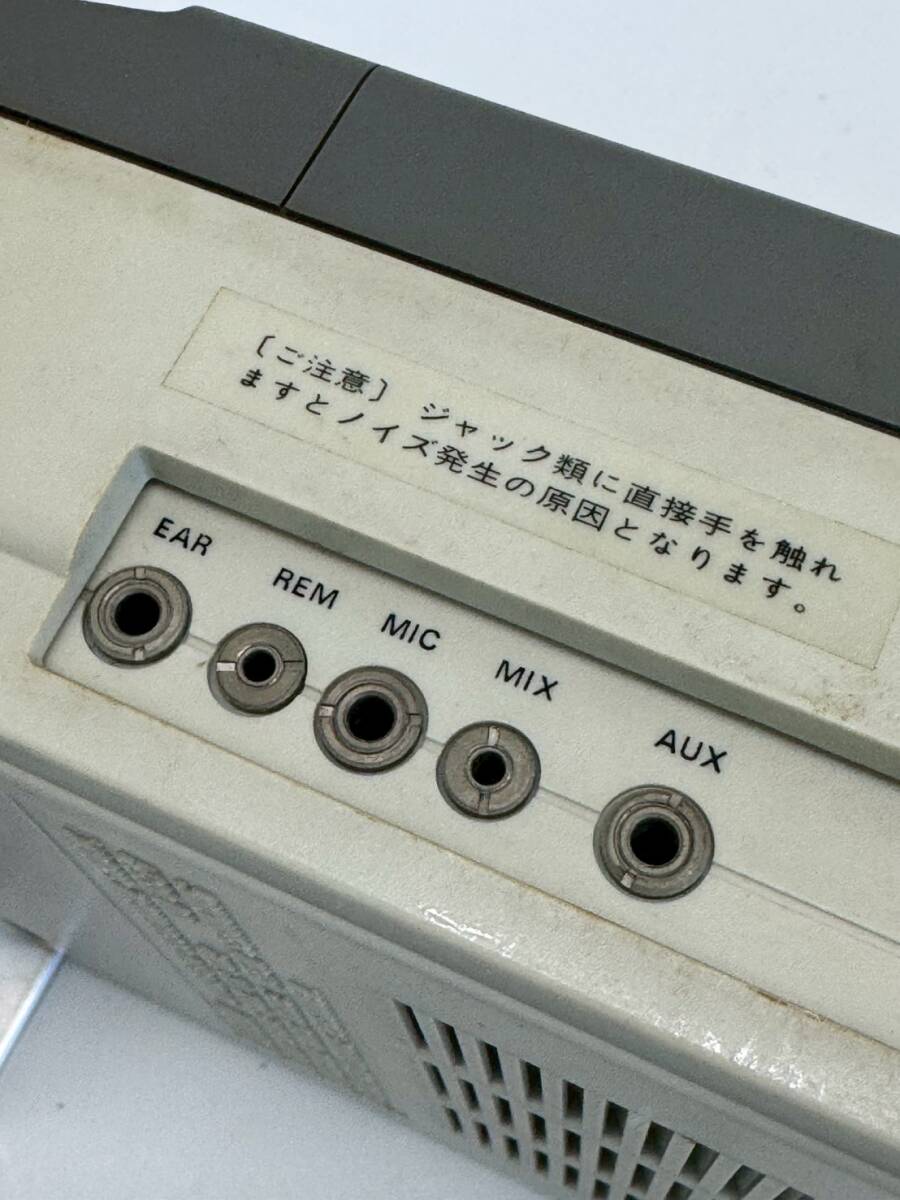 〔ご注意〕 ジャック類に直接手を触れ
ますとノイズ発生の原因となります。
EAR
REM
MIC
MIX
AUX